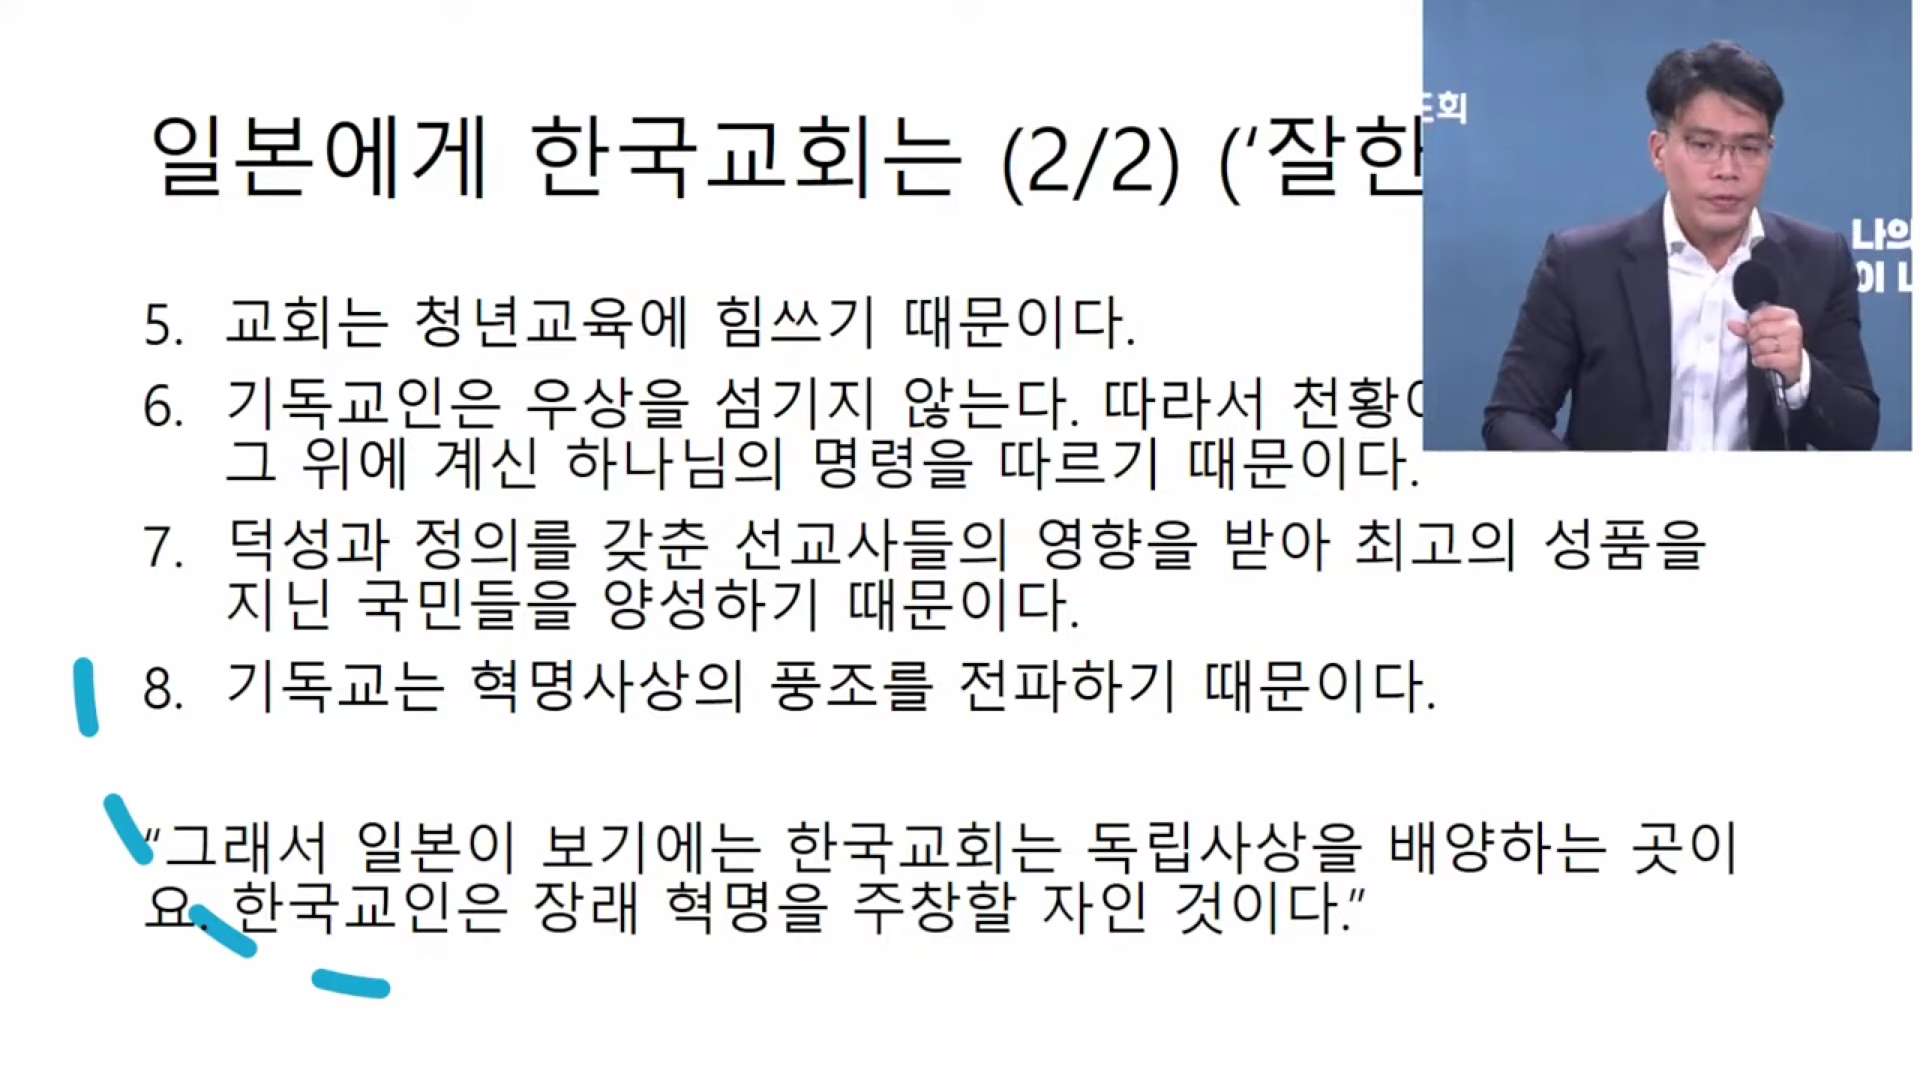 일본에게 한국교회는 (2/2) (‘잘한
도회
나의
이
5. 교회는 청년교육에 힘쓰기 때문이다.
6. 기독교인은 우상을 섬기지 않는다. 따라서
그 위에 계신 하나님의 명령을 따르기 때문이다.
7. 덕성과 정의를 갖춘 선교사들의 영향을 받아 최고의 성품을
지닌 국민들을 양성하기 때문이다.
8. 기독교는 혁명사상의 풍조를 전파하기 때문이다.
“그래서 일본이 보기에는 한국교회는 독립사상을 배양하는 곳이
요. 한국교인은 장래 혁명을 주창할 자인 것이다.”